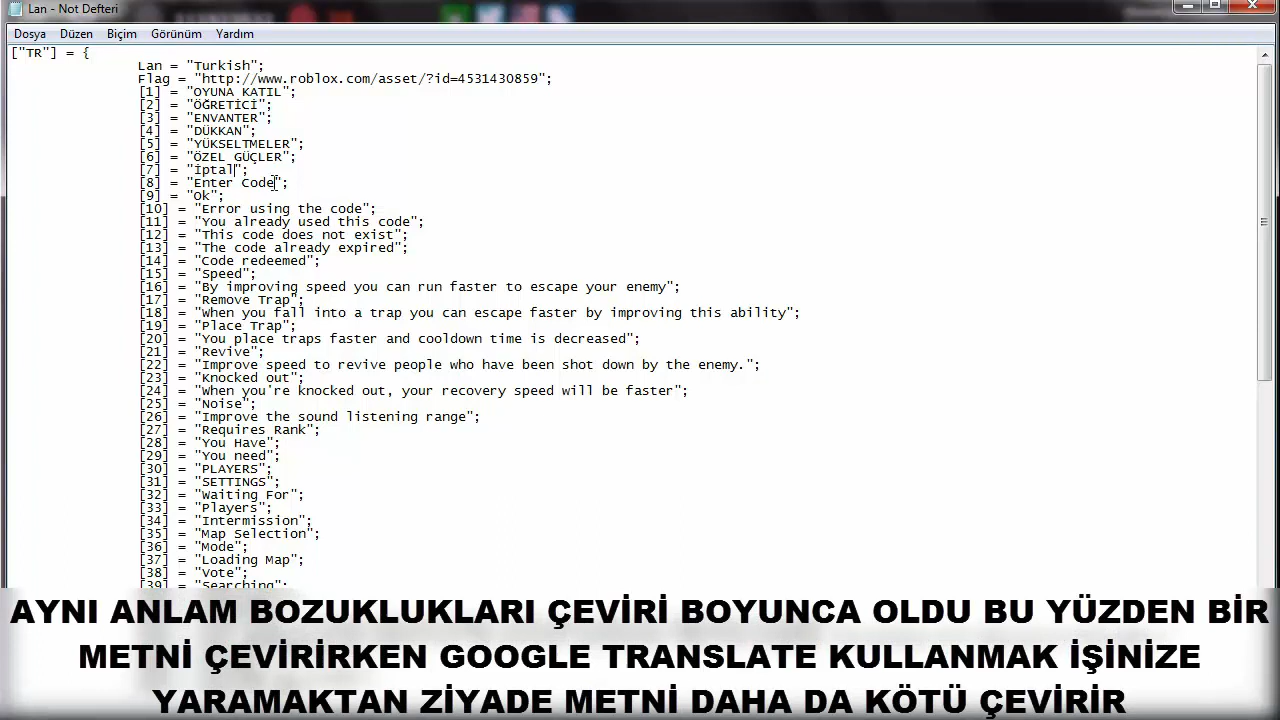 Lan - Not Defteri
Dosya Düzen Biçim Görünüm Yardım
["TR"] = {
Lan = "Turkish";
Flag = "http://www.roblox.com/asset/?id=4531430859";
[1] = "OYUNA KATIL";
[2] = "ÖĞRETİCİ";
[3] = "ENVANTER";
[4] = "DÜKKAN";
[5] = "YÜKSELTMELER";
[6] = "ÖZEL GÜÇLER";
[7] = "İptal";
[8] = "Enter Code";
[9] = "Ok";
[10] = "Error using the code";
[11] = "You already used this code";
[12] = "This code does not exist";
[13] = "The code already expired";
[14] = "Code redeemed";
[15] = "Speed";
[16] = "By improving speed you can run faster to escape your enemy";
[17] = "Remove Trap";
[18] = "When you fall into a trap you can escape faster by improving this ability";
[19] = "Place Trap";
[20] = "You place traps faster and cooldown time is decreased";
[21] = "Revive";
[22] = "Improve speed to revive people who have been shot down by the enemy.";
[23] = "Knocked out";
[24] = "When you're knocked out, your recovery speed will be faster";
[25] = "Noise";
[26] = "Improve the sound listening range";
[27] = "Requires Rank";
[28] = "You Have";
[29] = "You need";
[30] = "PLAYERS";
[31] = "SETTINGS";
[32] = "Waiting For";
[33] = "Players";
[34] = "Intermission";
[35] = "Map Selection";
[36] = "Mode";
[37] = "Loading Map";
[38] = "Vote";
[39] = "Searching";
AYNI ANLAM BOZUKLUKLARI ÇEVİRİ BOYUNCA OLDU BU YÜZDEN BİR
METNİ ÇEVİRİRKEN GOOGLE TRANSLATE KULLANMAK İŞİNİZE
YARAMAKTAN ZİYADE METNİ DAHA DA KÖTÜ ÇEVİRİR